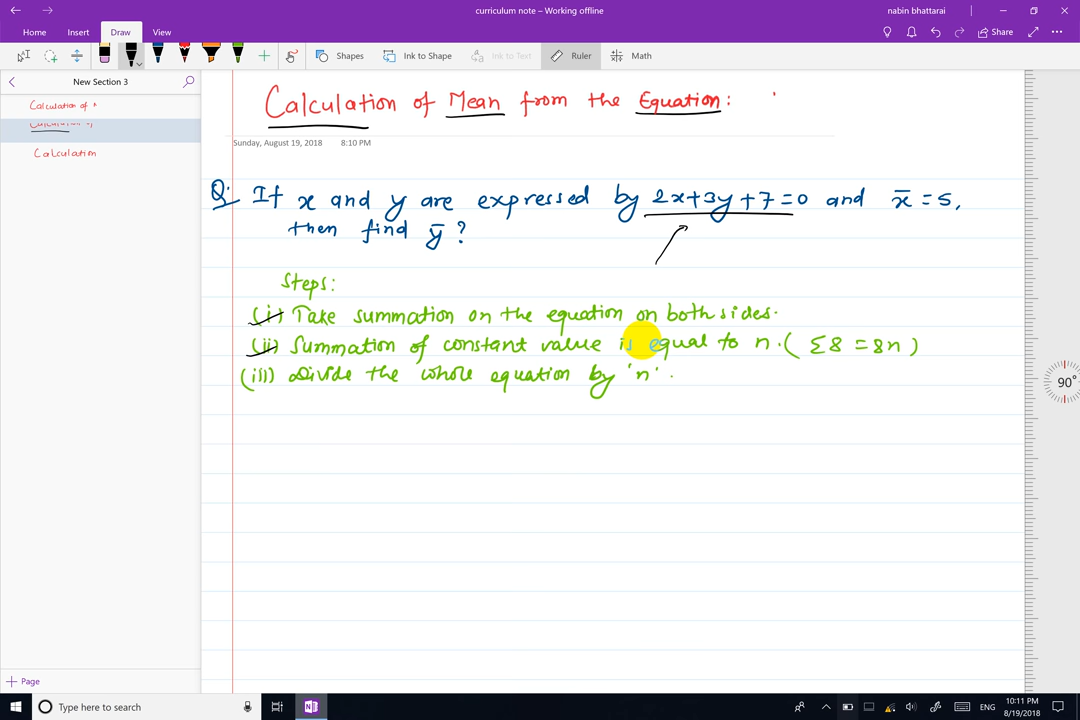 curriculum note – Working offline
nabin bhattarai
Home
Insert
Draw
View
Share
Shapes
Ink to Shape
Ink to Text
Ruler
Math
New Section 3
Calculation of
Calculation of
Calculation
Calculation of Mean from the Equation:
Sunday, August 19, 2018 8:10 PM
Q. If x and y are expressed by 2x+3y+7=0 and x̄ = 5,
then find ȳ ?
Steps:
(i) Take summation on the equation on both sides.
(ii) Summation of constant value is equal to n. ( Σ8 = 8n )
(iii) Divide the whole equation by 'n'.
90°
Page
Type here to search
ENG
10:11 PM
8/19/2018